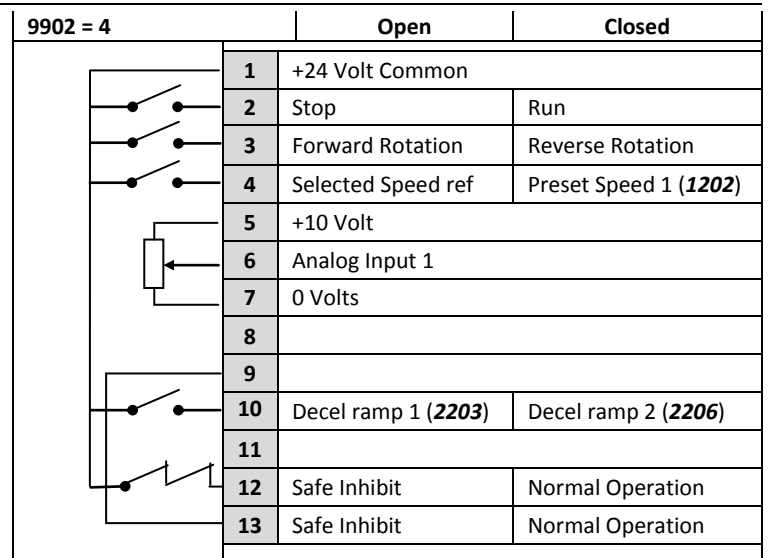 9902 = 4 Open Closed
1 +24 Volt Common
2 Stop Run
3 Forward Rotation Reverse Rotation
4 Selected Speed ref Preset Speed 1 (1202)
5 +10 Volt
6 Analog Input 1
7 0 Volts
8
9
10 Decel ramp 1 (2203) Decel ramp 2 (2206)
11
12 Safe Inhibit Normal Operation
13 Safe Inhibit Normal Operation